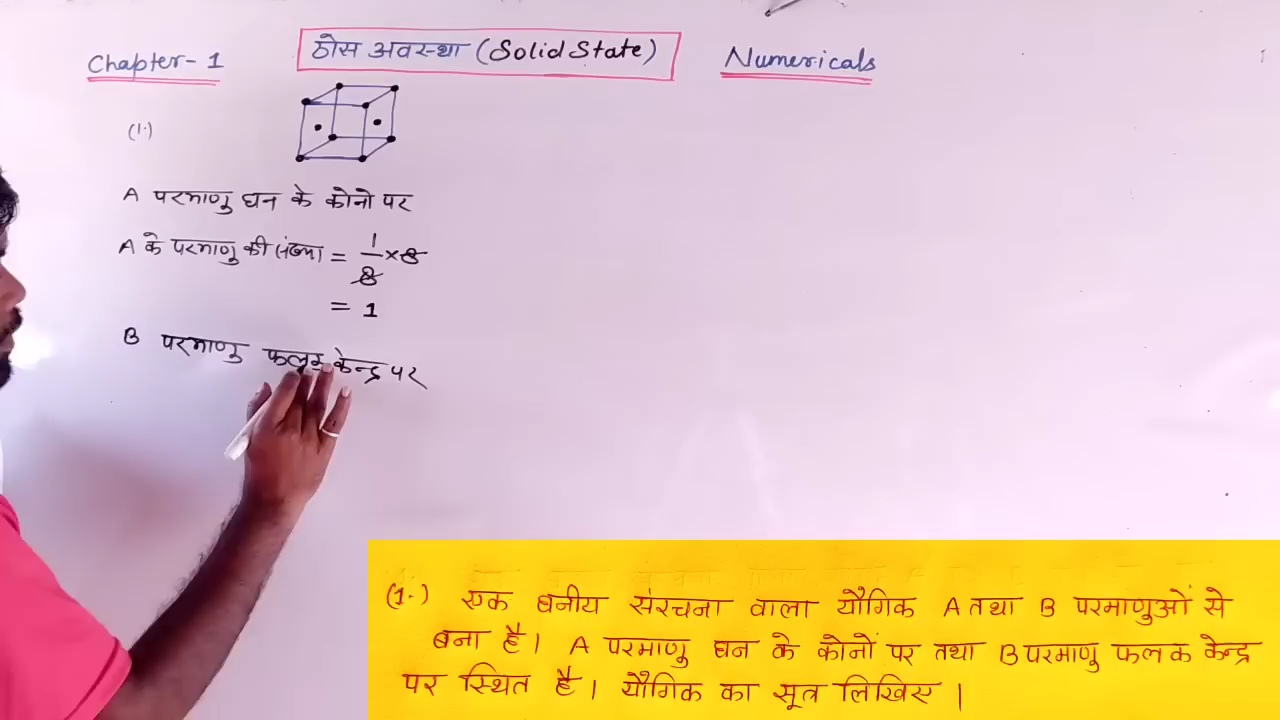 Chapter-1
ठोस अवस्था (Solid State)
Numericals
(1.)
A परमाणु घन के कोनो पर
A के परमाणु की संख्या = 1/8 × 8
= 1
B परमाणु फलक केन्द्र पर
(1.) एक घनीय संरचना वाला यौगिक A तथा B परमाणुओं से
बना है। A परमाणु घन के कोनों पर तथा B परमाणु फलक केन्द्र
पर स्थित है। यौगिक का सूत्र लिखिए।